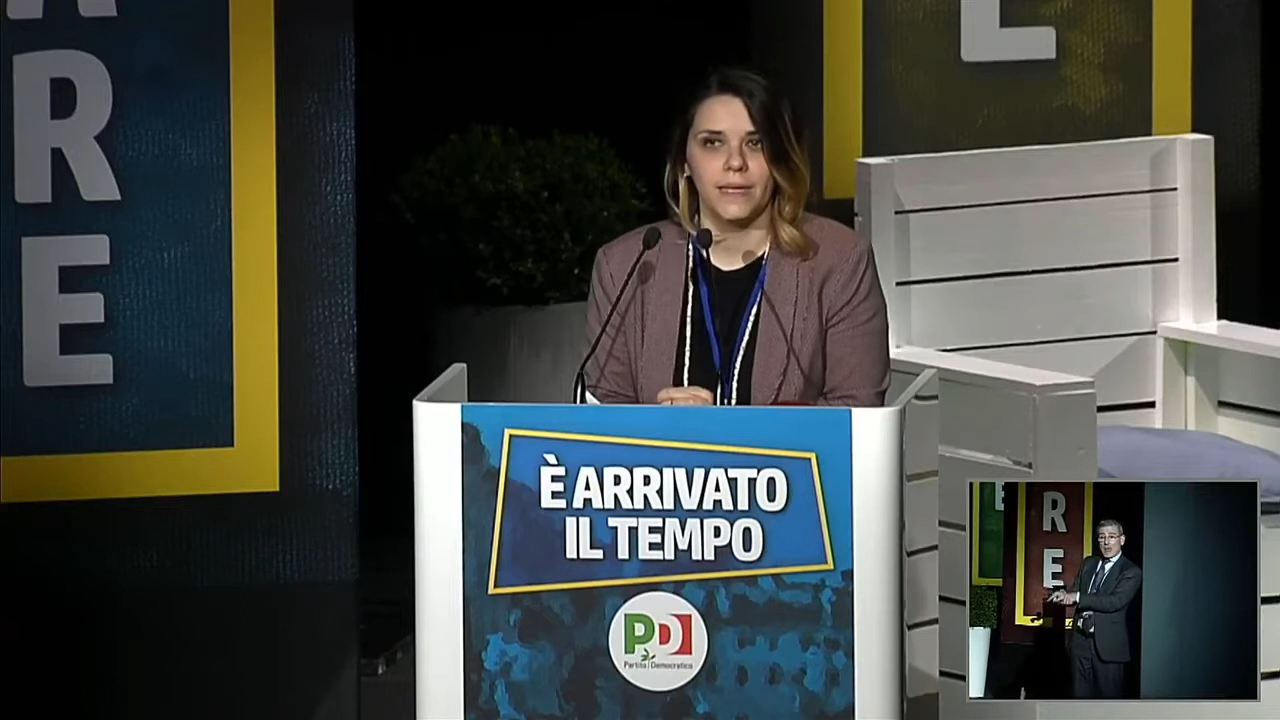 A
R
E
L
È ARRIVATO
IL TEMPO
PD
Partito Democratico
E
R
E